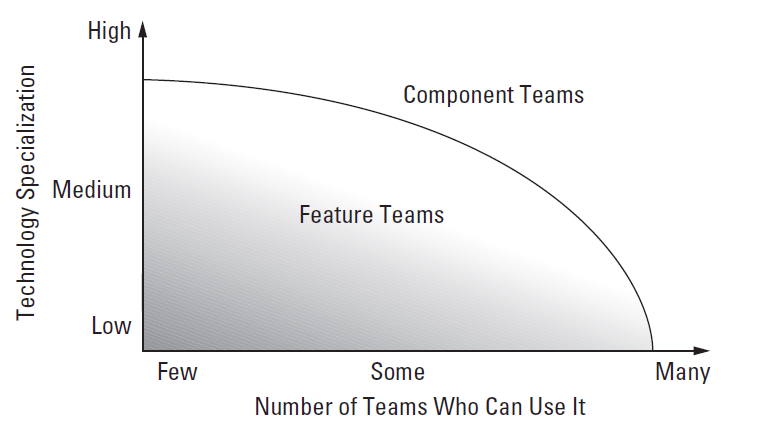 High
Component Teams
Technology Specialization
Medium
Feature Teams
Low
Few
Some
Many
Number of Teams Who Can Use It